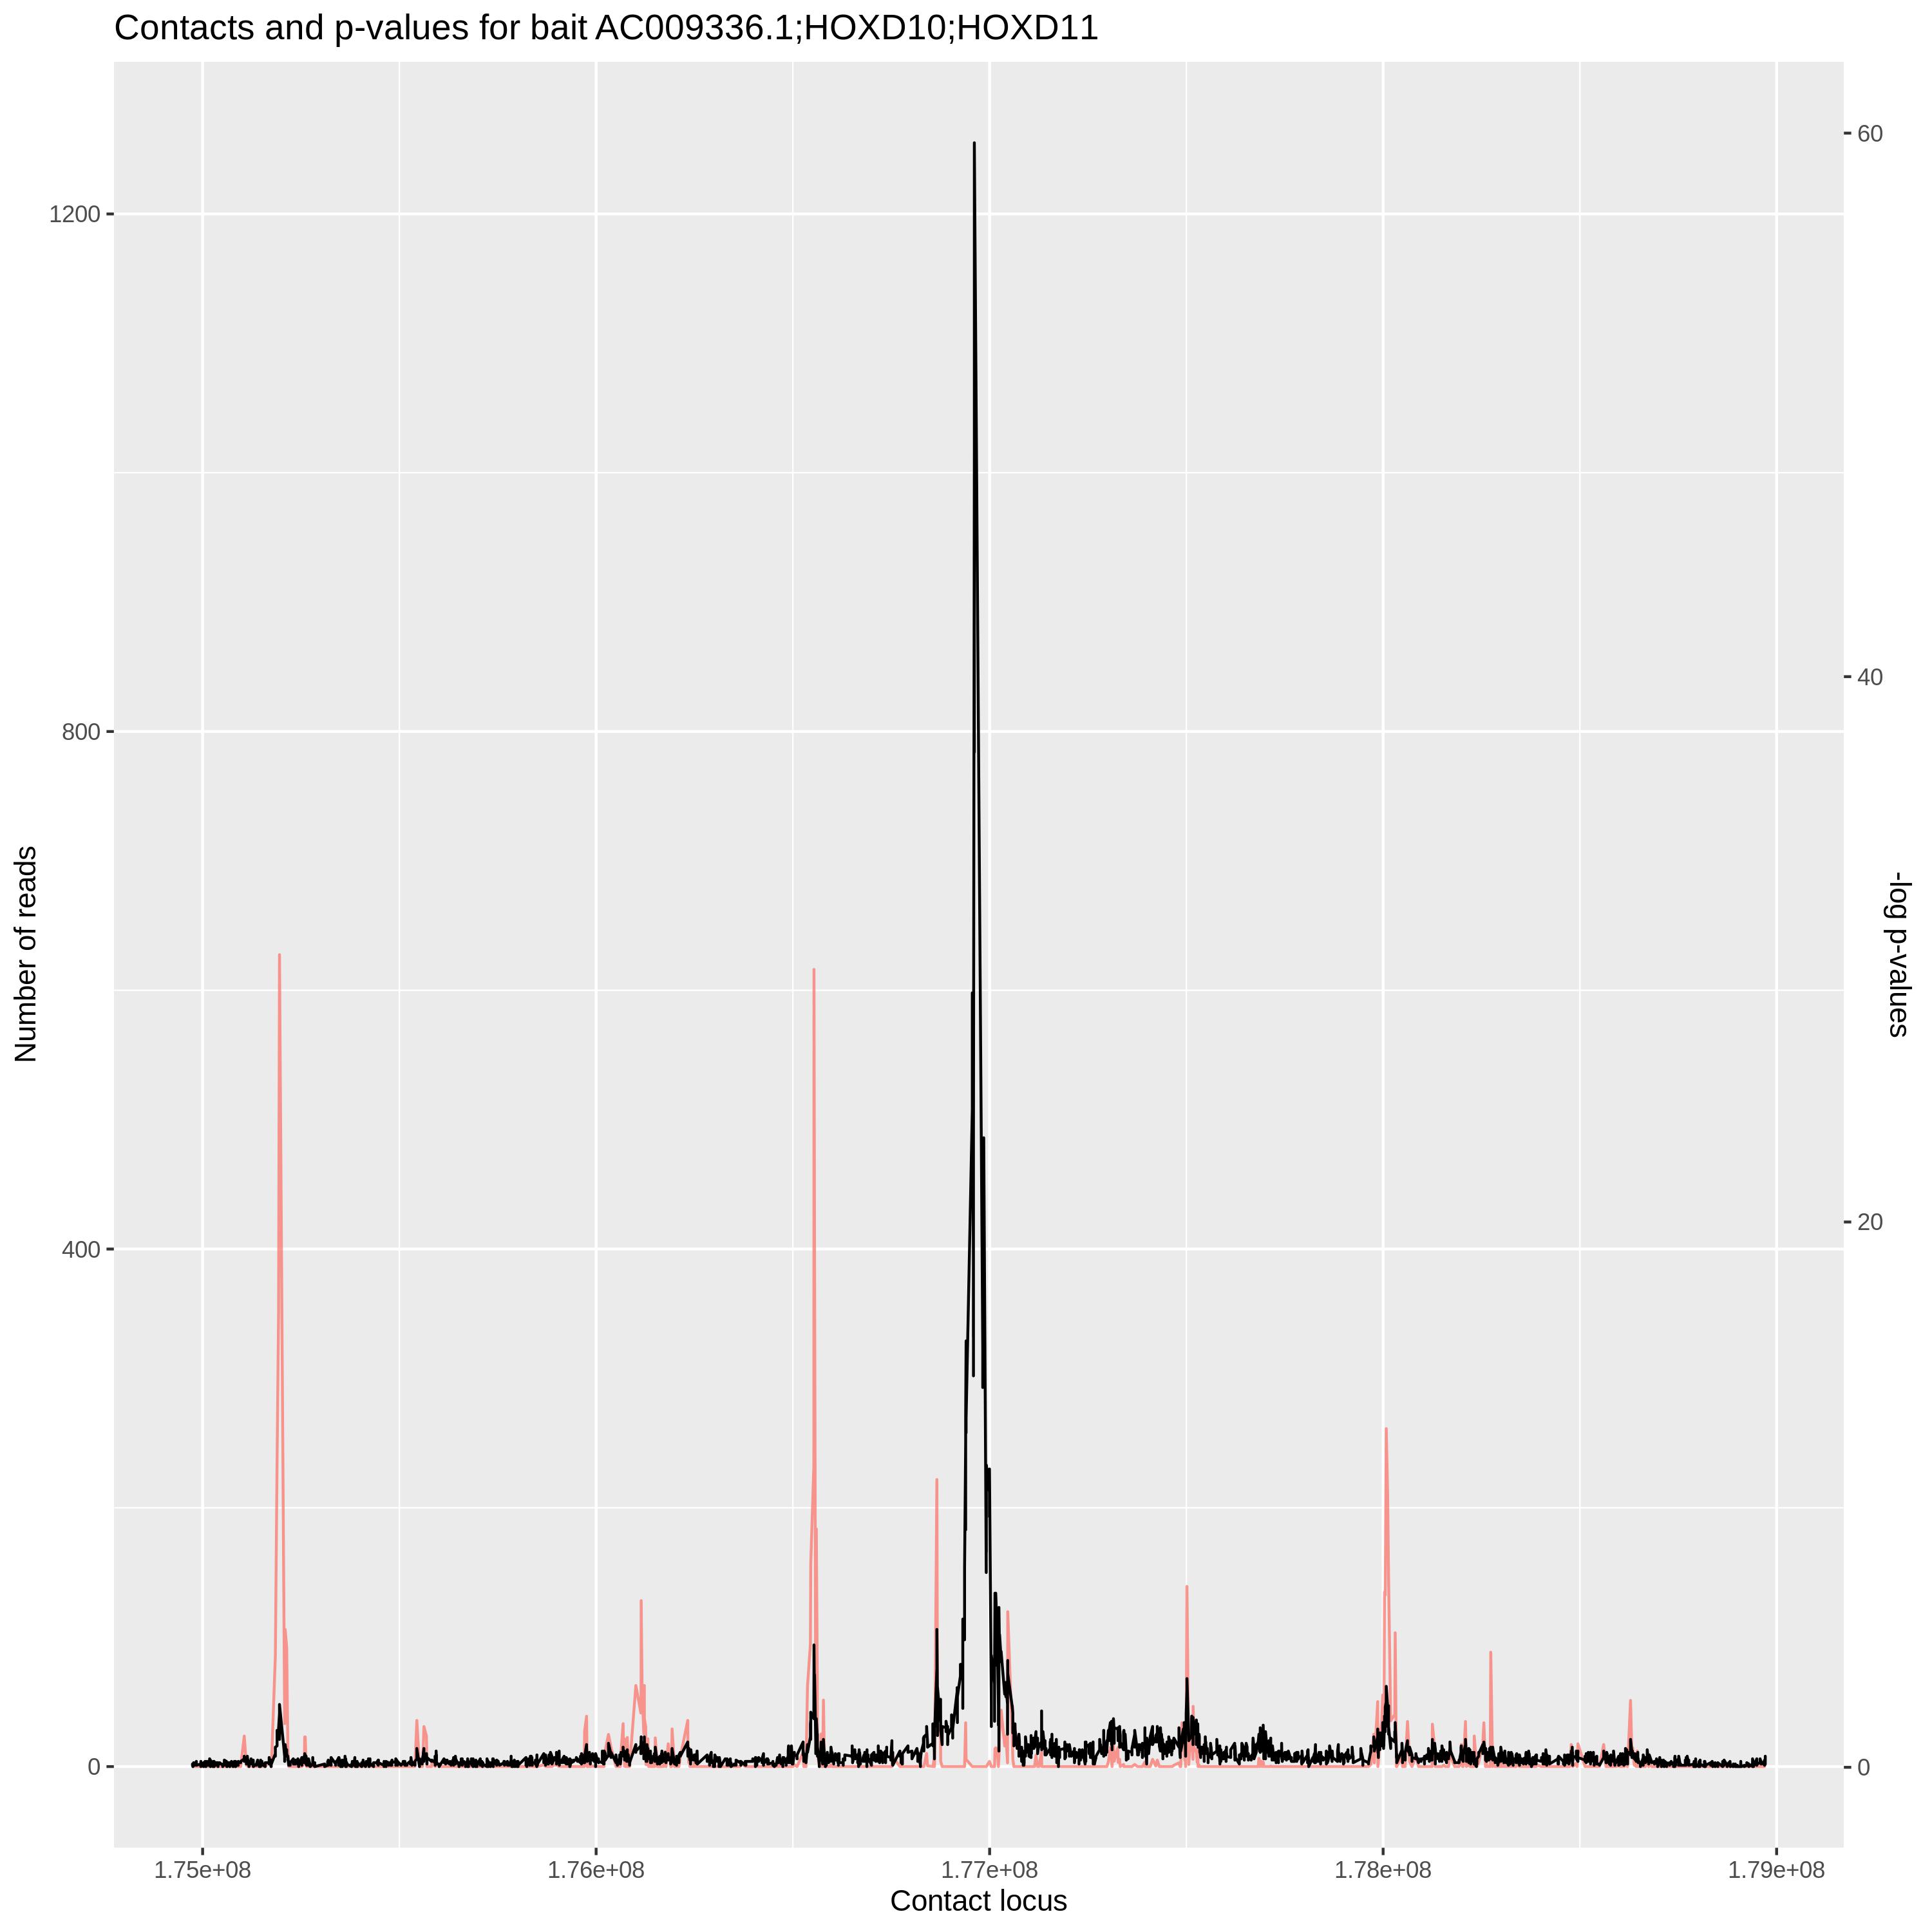 Contacts and p-values for bait AC009336.1;HOXD10;HOXD11
Number of reads
1200
800
400
0
60
40
20
0
-log p-values
1.75e+08
1.76e+08
1.77e+08
1.78e+08
1.79e+08
Contact locus